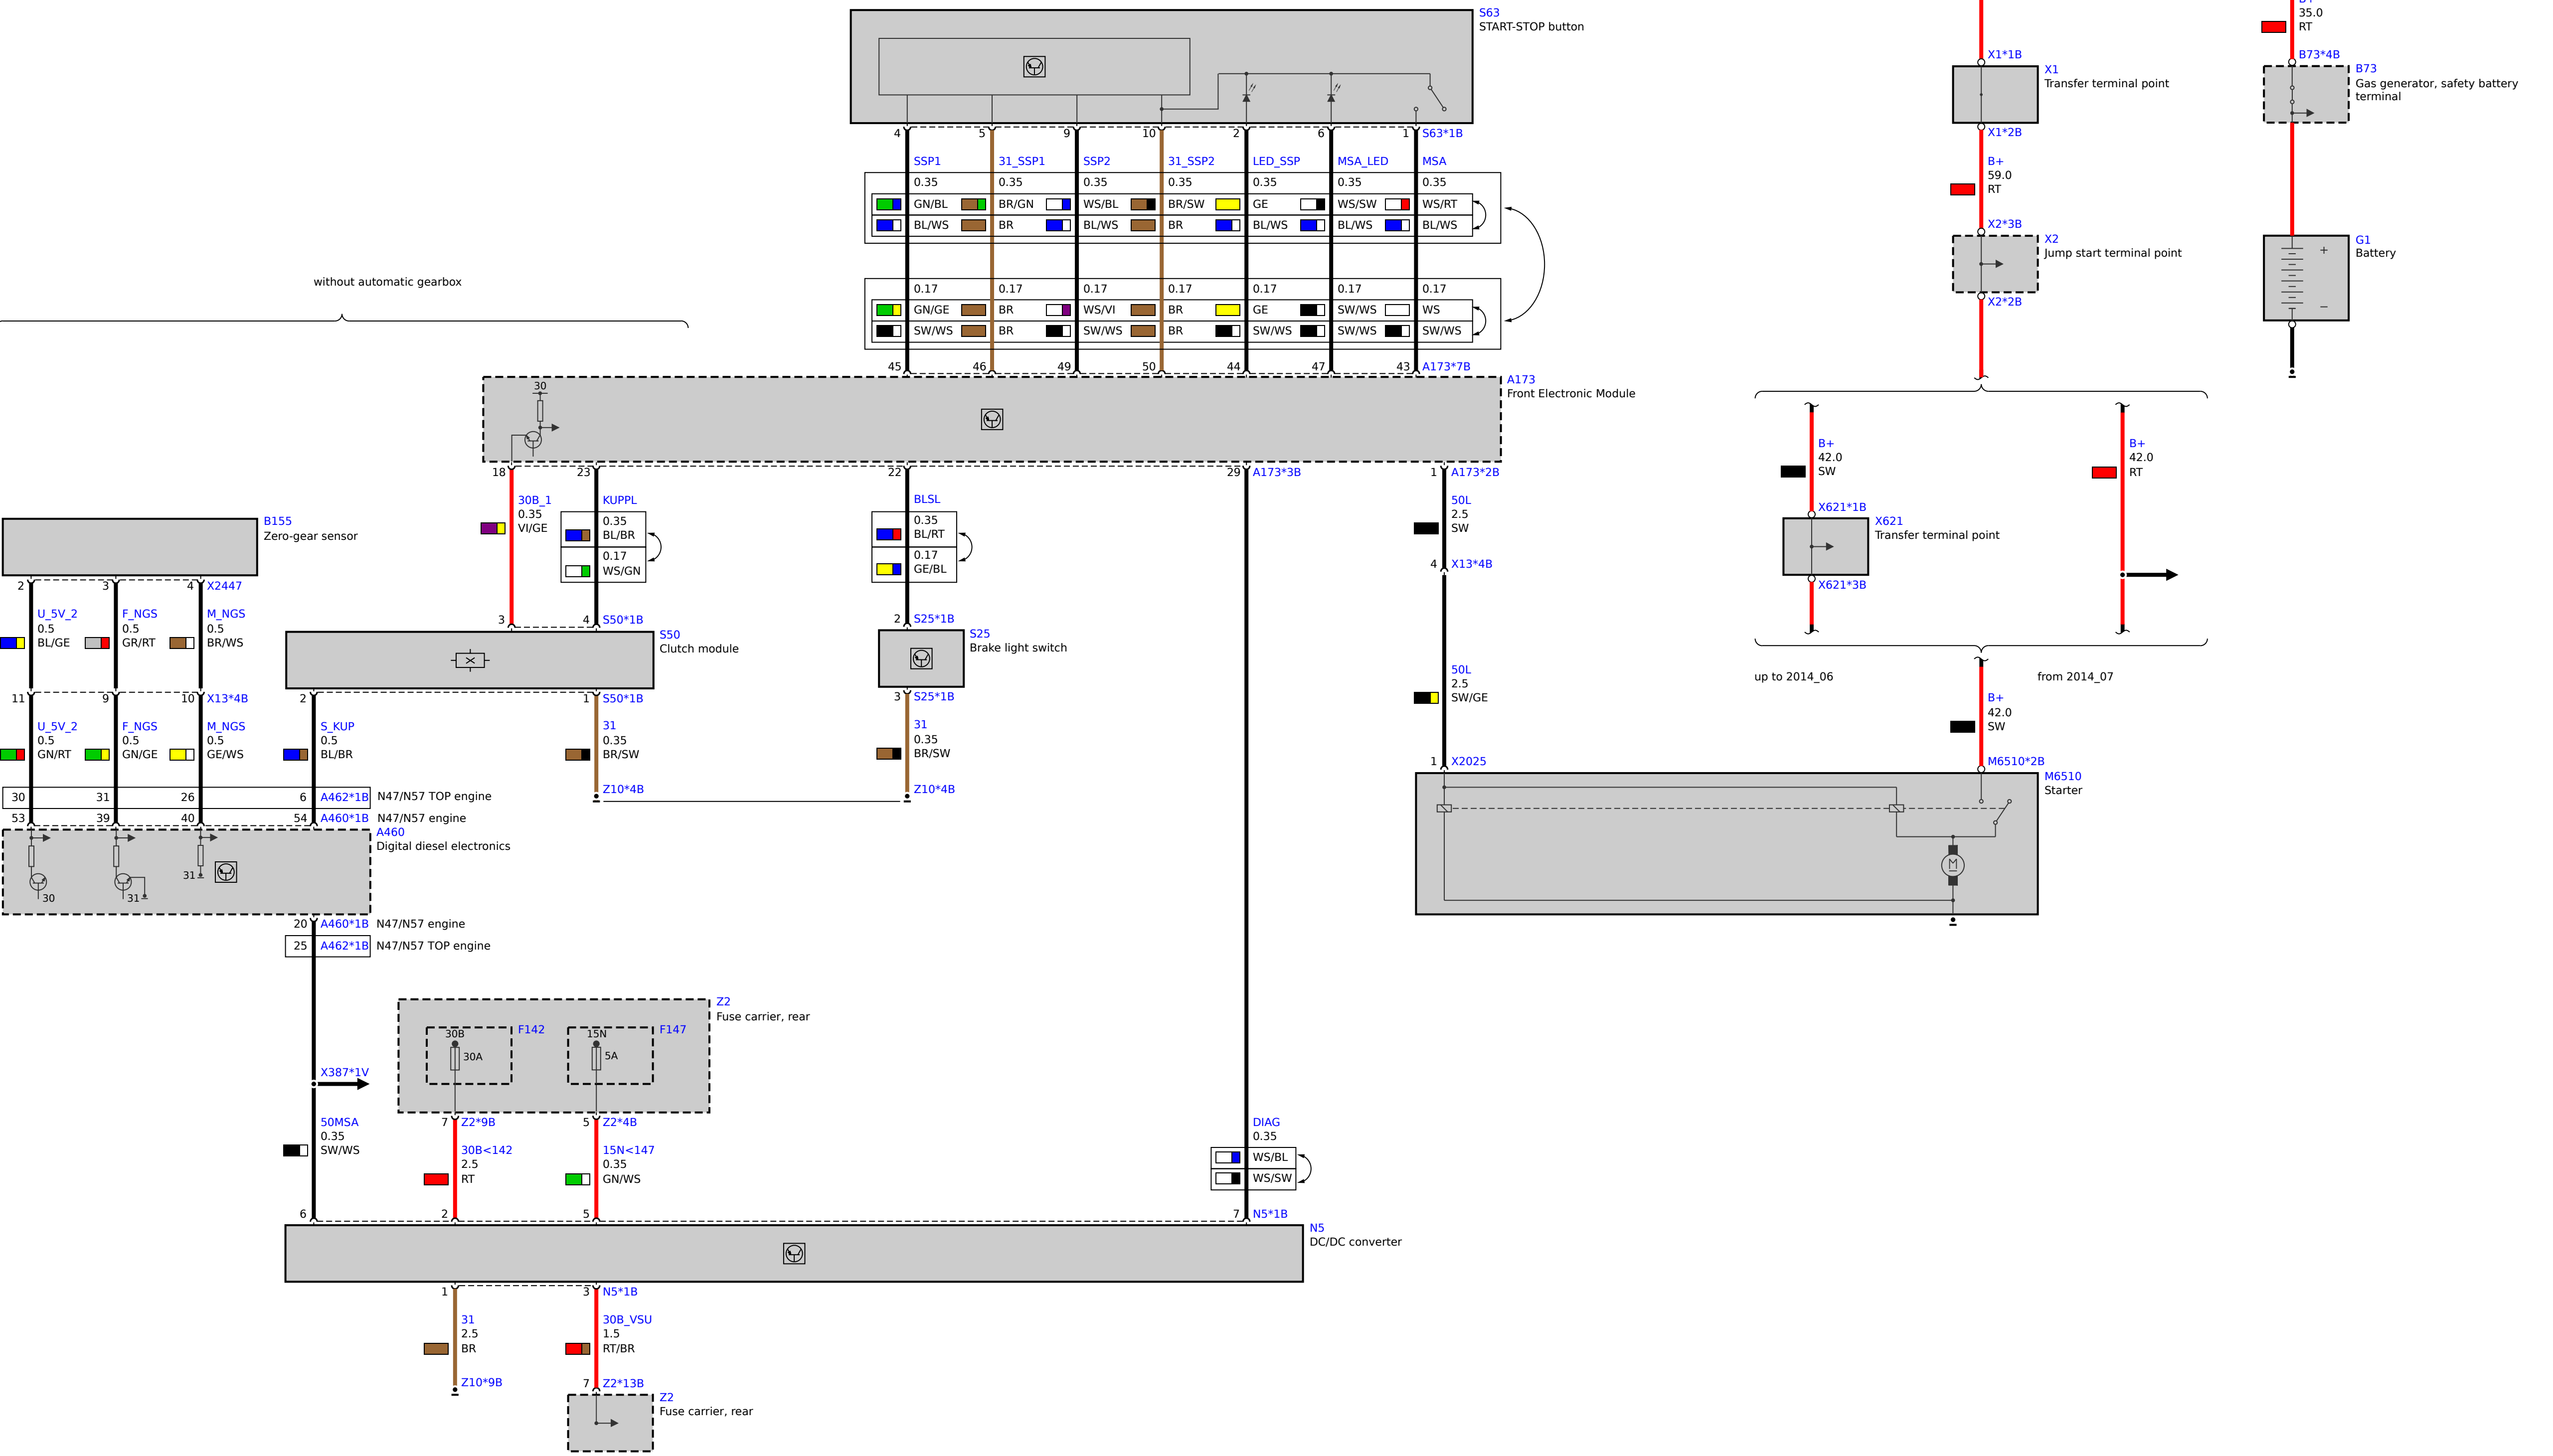 S63
START-STOP button
4
5
9
10
2
6
1
S63*1B
SSP1
31_SSP1
SSP2
31_SSP2
LED_SSP
MSA_LED
MSA
0.35
0.35
0.35
0.35
0.35
0.35
0.35
GN/BL
BR/GN
WS/BL
BR/SW
GE
WS/SW
WS/RT
BL/WS
BR
BL/WS
BR
BL/WS
BL/WS
BL/WS
0.17
0.17
0.17
0.17
0.17
0.17
0.17
GN/GE
BR
WS/VI
BR
GE
SW/WS
WS
SW/WS
BR
SW/WS
BR
SW/WS
SW/WS
SW/WS
45
46
49
50
44
47
43
A173*7B
without automatic gearbox
30
A173
Front Electronic Module
18
23
22
29
A173*3B
1
A173*2B
30B_1
0.35
VI/GE
KUPPL
0.35
BL/BR
0.17
WS/GN
BLSL
0.35
BL/RT
0.17
GE/BL
50L
2.5
SW
4
X13*4B
50L
2.5
SW/GE
1
X2025
B155
Zero-gear sensor
2
3
4
X2447
U_5V_2
0.5
BL/GE
F_NGS
0.5
GR/RT
M_NGS
0.5
BR/WS
11
9
10
X13*4B
U_5V_2
0.5
GN/RT
F_NGS
0.5
GN/GE
M_NGS
0.5
GE/WS
3
4
S50*1B
S50
Clutch module
2
1
S50*1B
S_KUP
0.5
BL/BR
31
0.35
BR/SW
Z10*4B
2
S25*1B
S25
Brake light switch
3
S25*1B
31
0.35
BR/SW
Z10*4B
30
31
26
6
A462*1B
N47/N57 TOP engine
53
39
40
54
A460*1B
N47/N57 engine
A460
Digital diesel electronics
30
31
31
20
A460*1B
N47/N57 engine
25
A462*1B
N47/N57 TOP engine
X387*1V
50MSA
0.35
SW/WS
Z2
Fuse carrier, rear
30B
30A
F142
15N
5A
F147
7
Z2*9B
5
Z2*4B
30B<142
2.5
RT
15N<147
0.35
GN/WS
DIAG
0.35
WS/BL
WS/SW
6
2
5
7
N5*1B
N5
DC/DC converter
1
3
N5*1B
31
2.5
BR
Z10*9B
30B_VSU
1.5
RT/BR
7
Z2*13B
Z2
Fuse carrier, rear
X1*1B
X1
Transfer terminal point
X1*2B
B+
59.0
RT
X2*3B
X2
Jump start terminal point
X2*2B
35.0
RT
B73*4B
B73
Gas generator, safety battery
terminal
+
−
G1
Battery
B+
42.0
SW
X621*1B
X621
Transfer terminal point
X621*3B
B+
42.0
RT
up to 2014_06
from 2014_07
B+
42.0
SW
M6510*2B
M6510
Starter
M